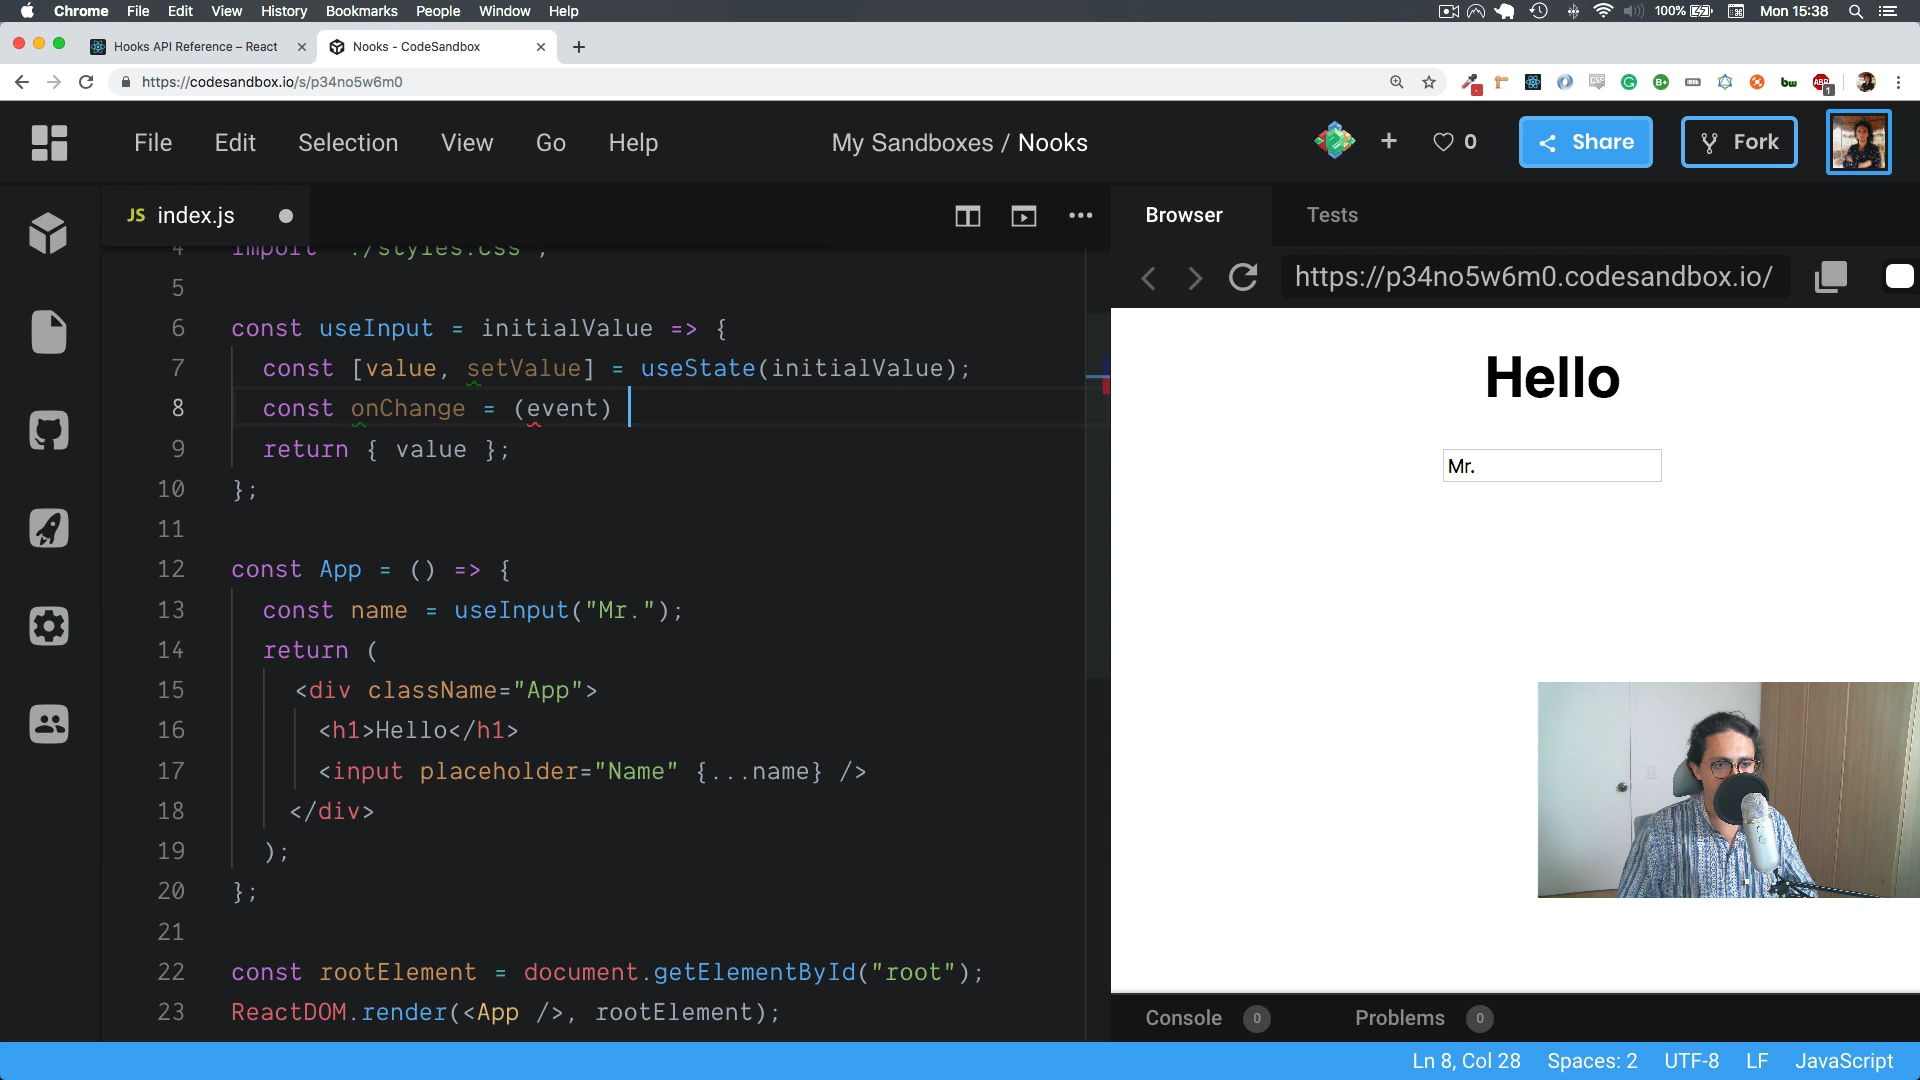 Chrome File Edit View History Bookmarks People Window Help 100% Mon 15:38
Hooks API Reference – React Nooks - CodeSandbox
https://codesandbox.io/s/p34no5w6m0 1
File Edit Selection View Go Help My Sandboxes / Nooks 0 Share Fork
JS index.js
Browser Tests
https://p34no5w6m0.codesandbox.io/
4 import "./styles.css";
5
6 const useInput = initialValue => {
7 const [value, setValue] = useState(initialValue);
8 const onChange = (event)
9 return { value };
10 };
11
12 const App = () => {
13 const name = useInput("Mr.");
14 return (
15 <div className="App">
16 <h1>Hello</h1>
17 <input placeholder="Name" {...name} />
18 </div>
19 );
20 };
21
22 const rootElement = document.getElementById("root");
23 ReactDOM.render(<App />, rootElement);
Hello
Mr.
Console 0 Problems 0
Ln 8, Col 28 Spaces: 2 UTF-8 LF JavaScript